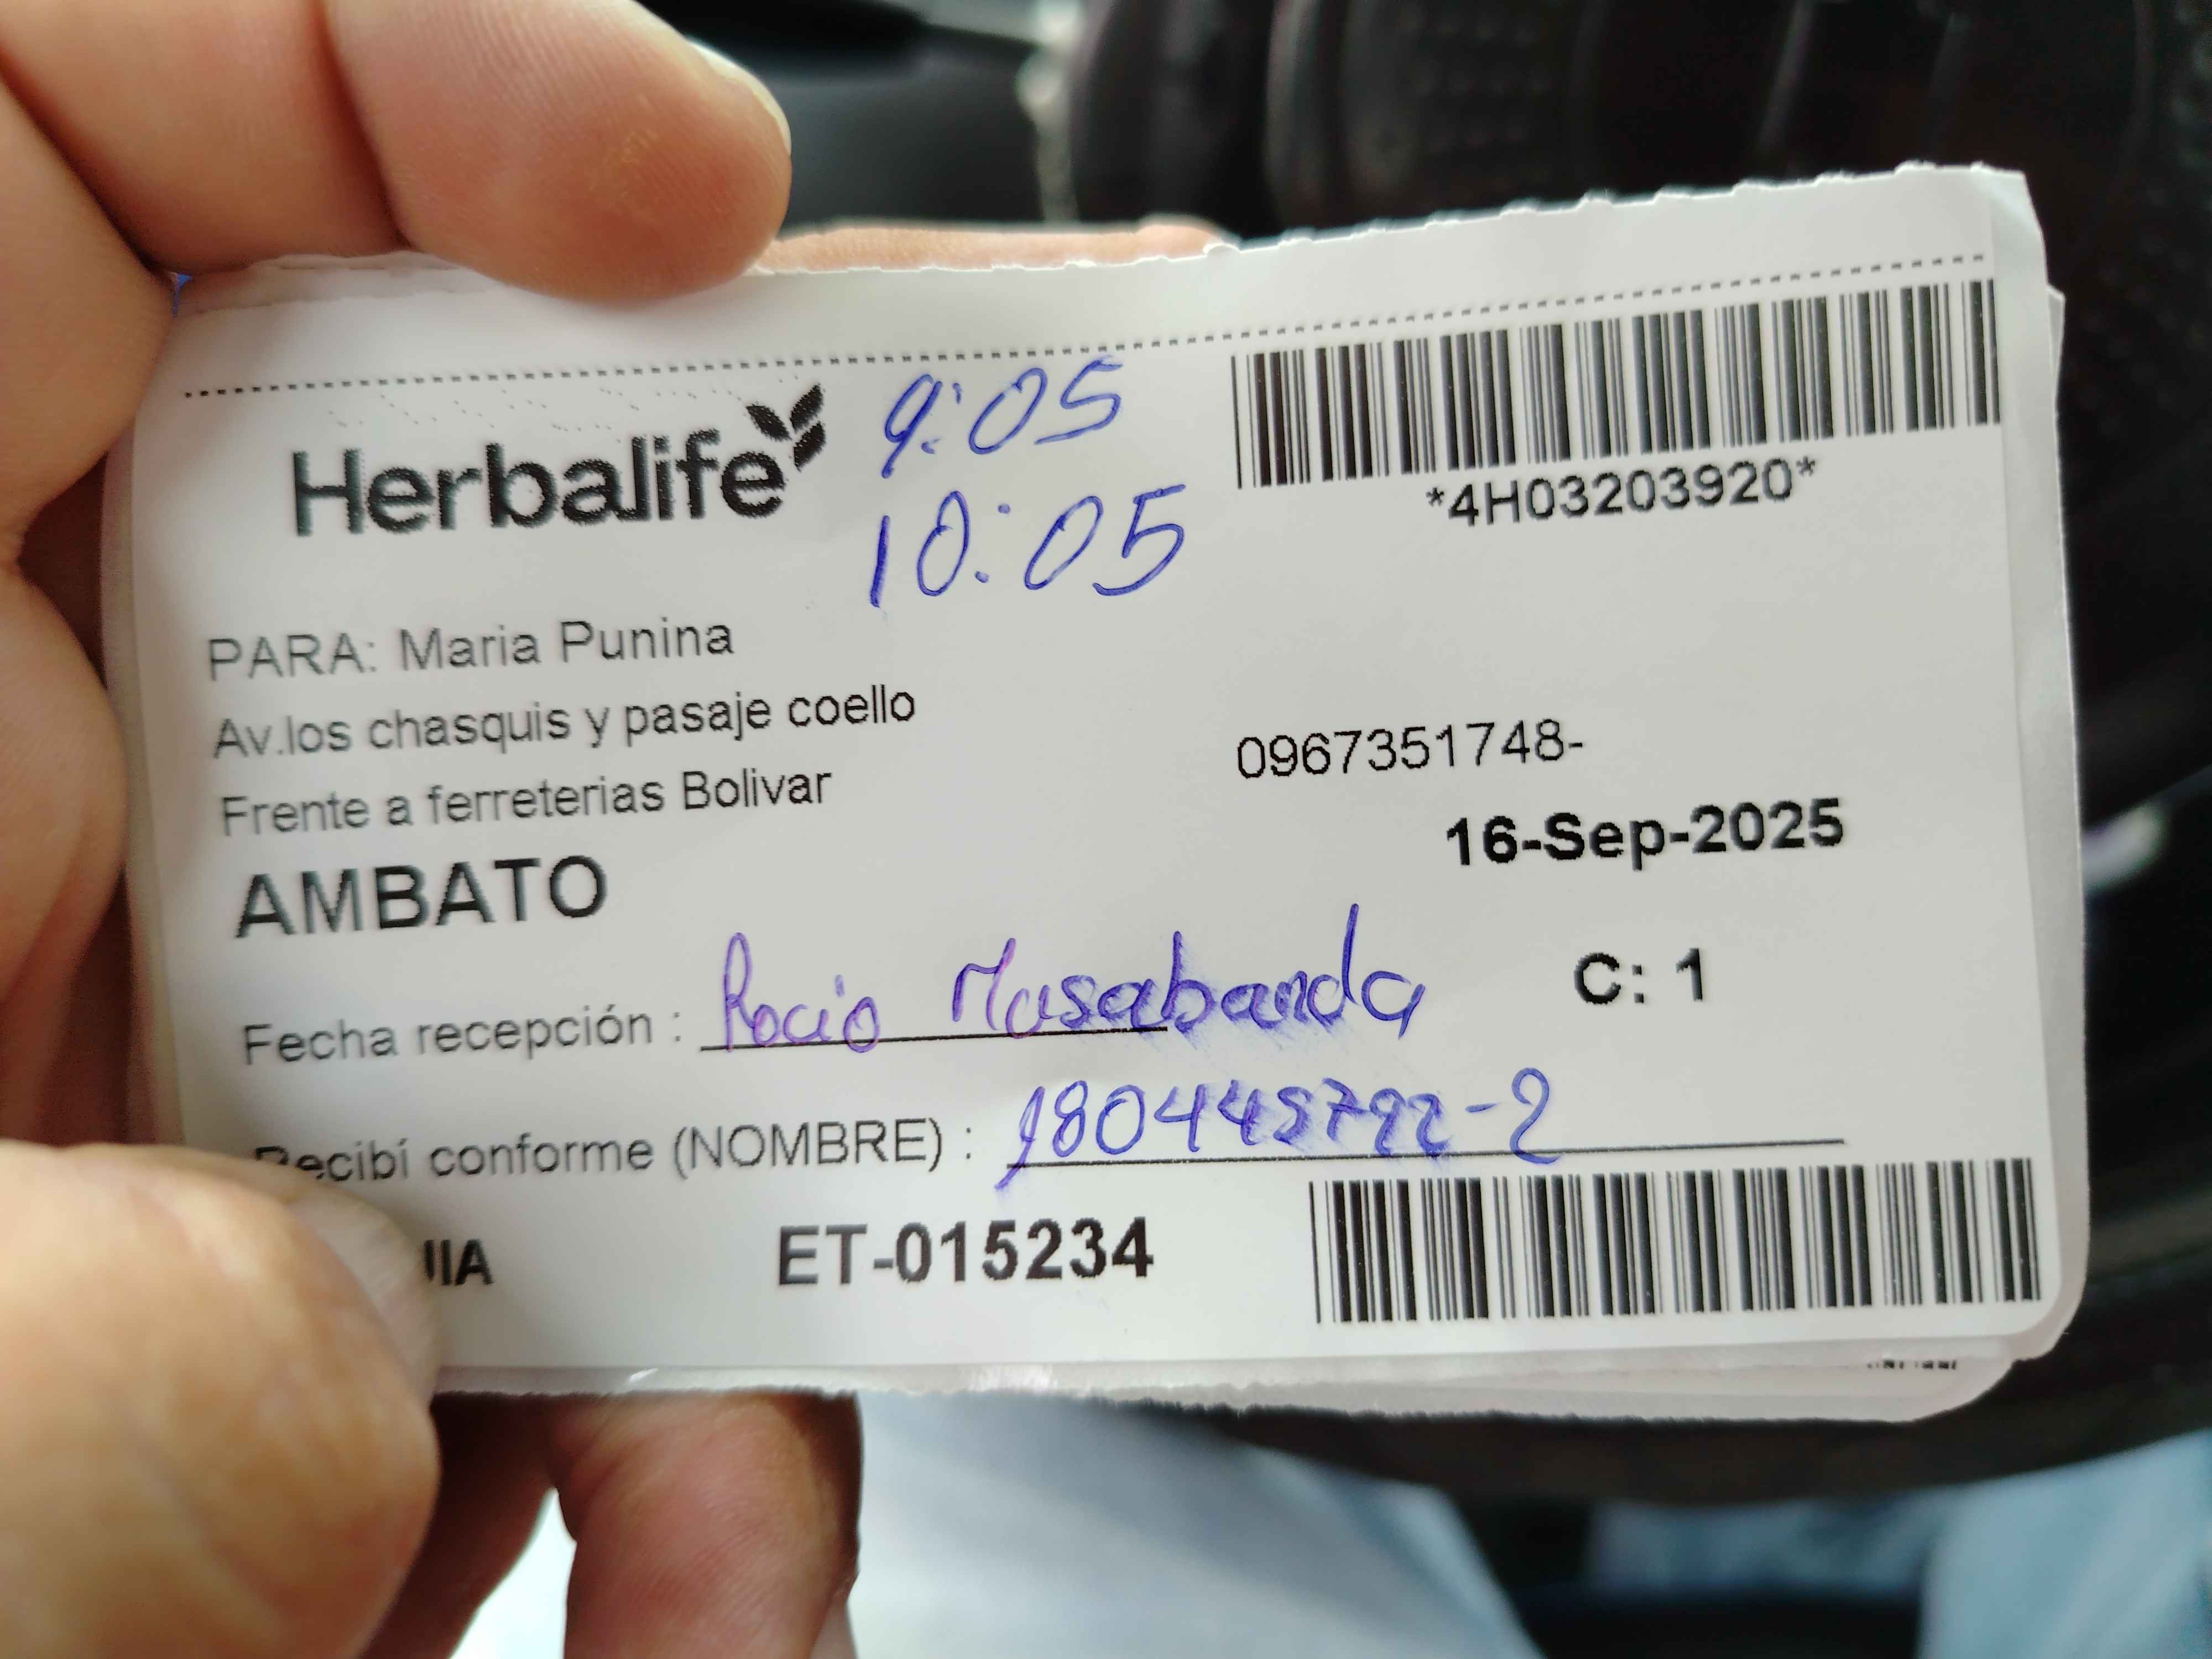 Herbalife
9:05
10:05
*4H03203920*
PARA: Maria Punina
Av.los chasquis y pasaje coello
0967351748-
Frente a ferreterias Bolivar
16-Sep-2025
AMBATO
C: 1
Fecha recepción : Rocio Masabanda
Recibí conforme (NOMBRE) :
ET-015234